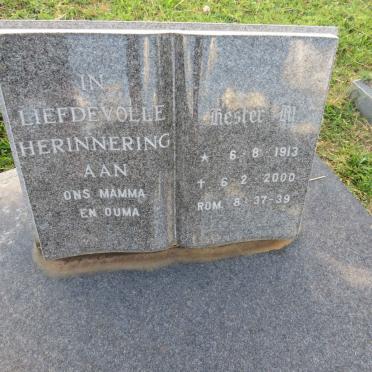 IN
LIEFDEVOLLE
HERINNERING
AAN
ONS MAMMA
EN OUMA
Hester M
★ 6-8-1913
✝ 6-2-2000
ROM. 8:37-39